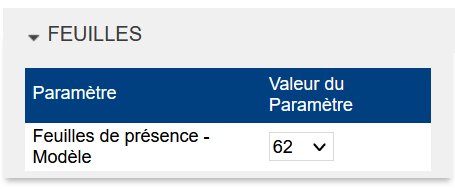 FEUILLES
Paramètre
Valeur du
Paramètre
Feuilles de présence -
Modèle
62